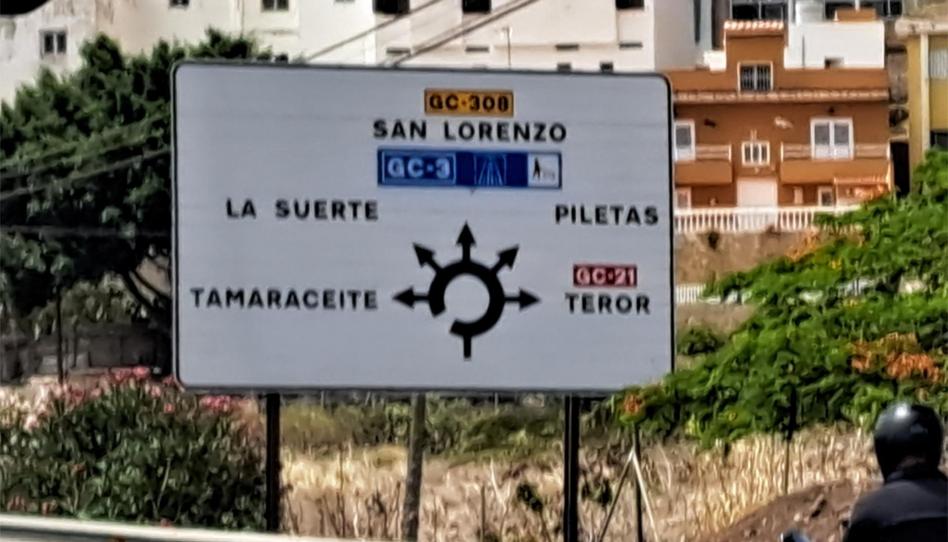 GC-308
SAN LORENZO
GC-3
LA SUERTE
PILETAS
GC-21
TAMARACEITE
TEROR